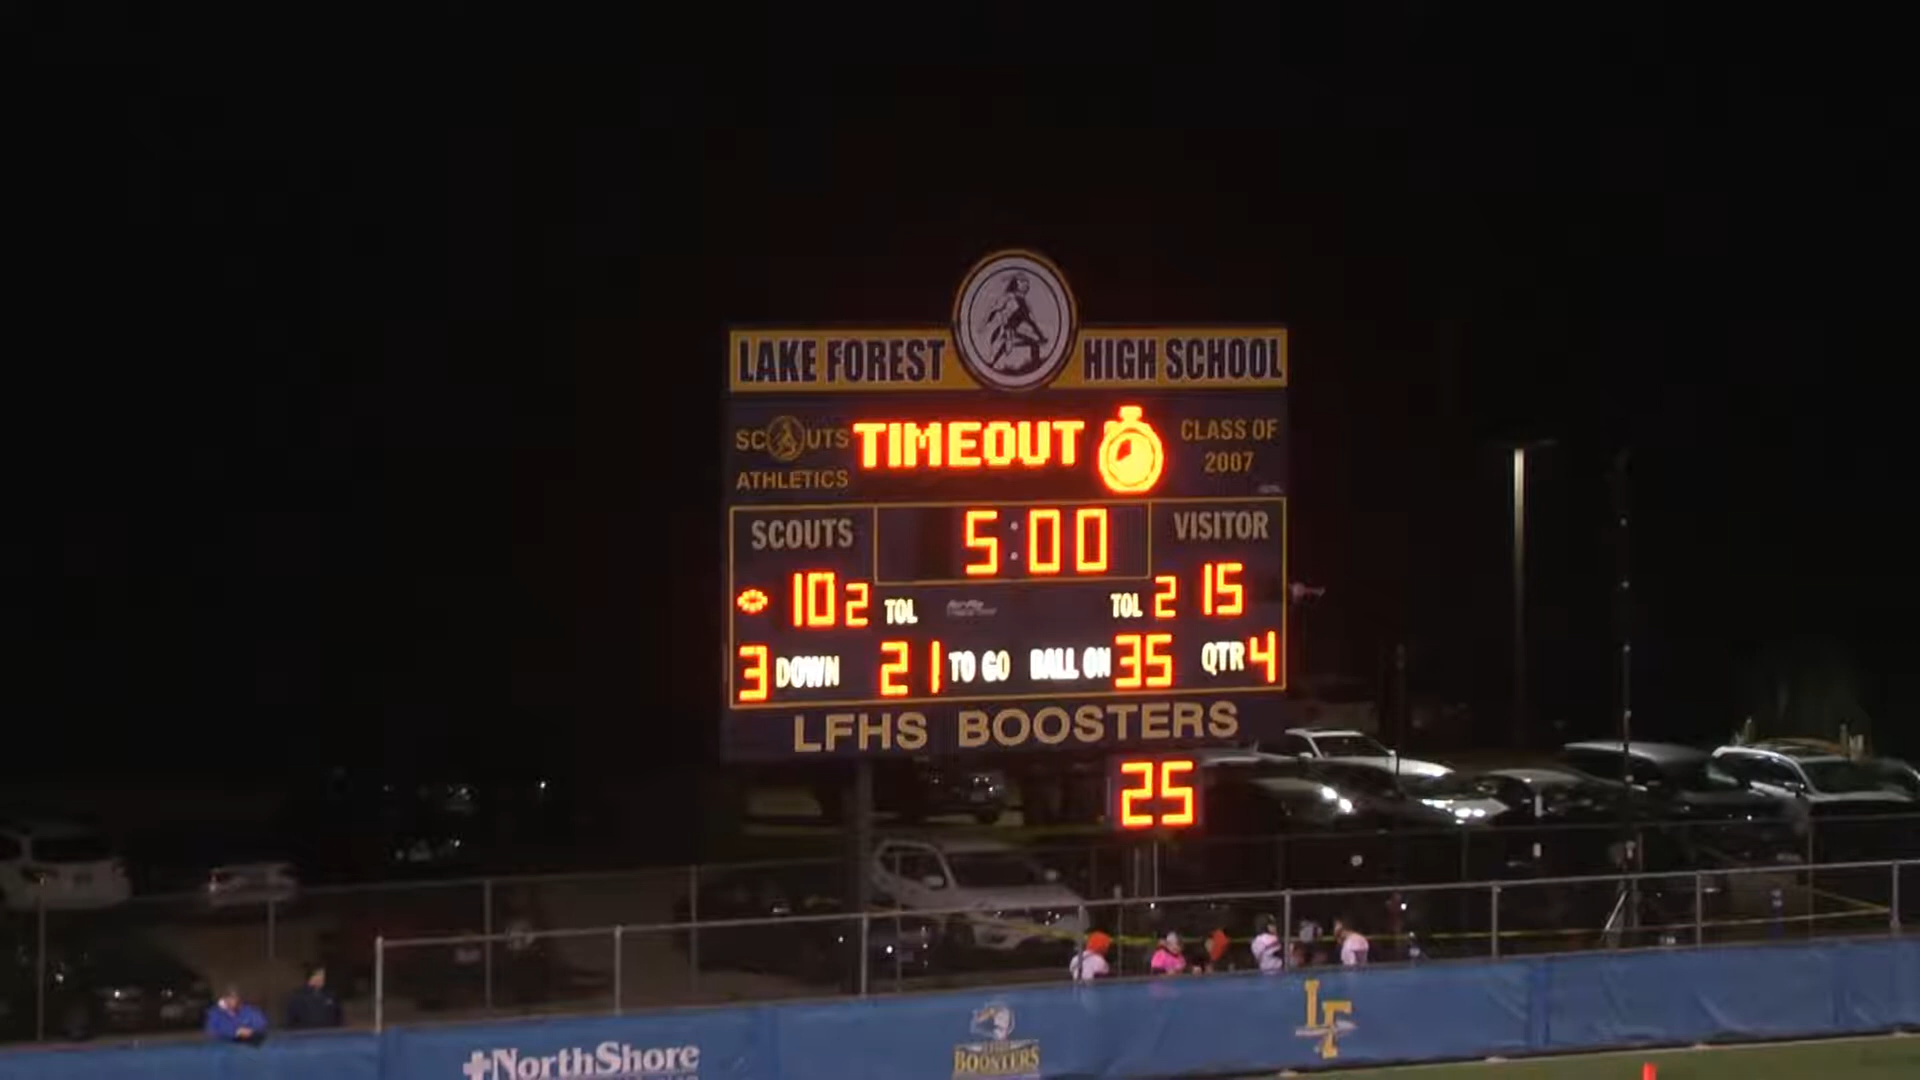 LAKE FOREST HIGH SCHOOL
SCOUTS ATHLETICS
TIMEOUT
CLASS OF 2007
SCOUTS 5:00 VISITOR
10 2 TOL TOL 2 15
3 DOWN 21 TO GO BALL ON 35 QTR 4
LFHS BOOSTERS
25
NorthShore
BOOSTERS
LF